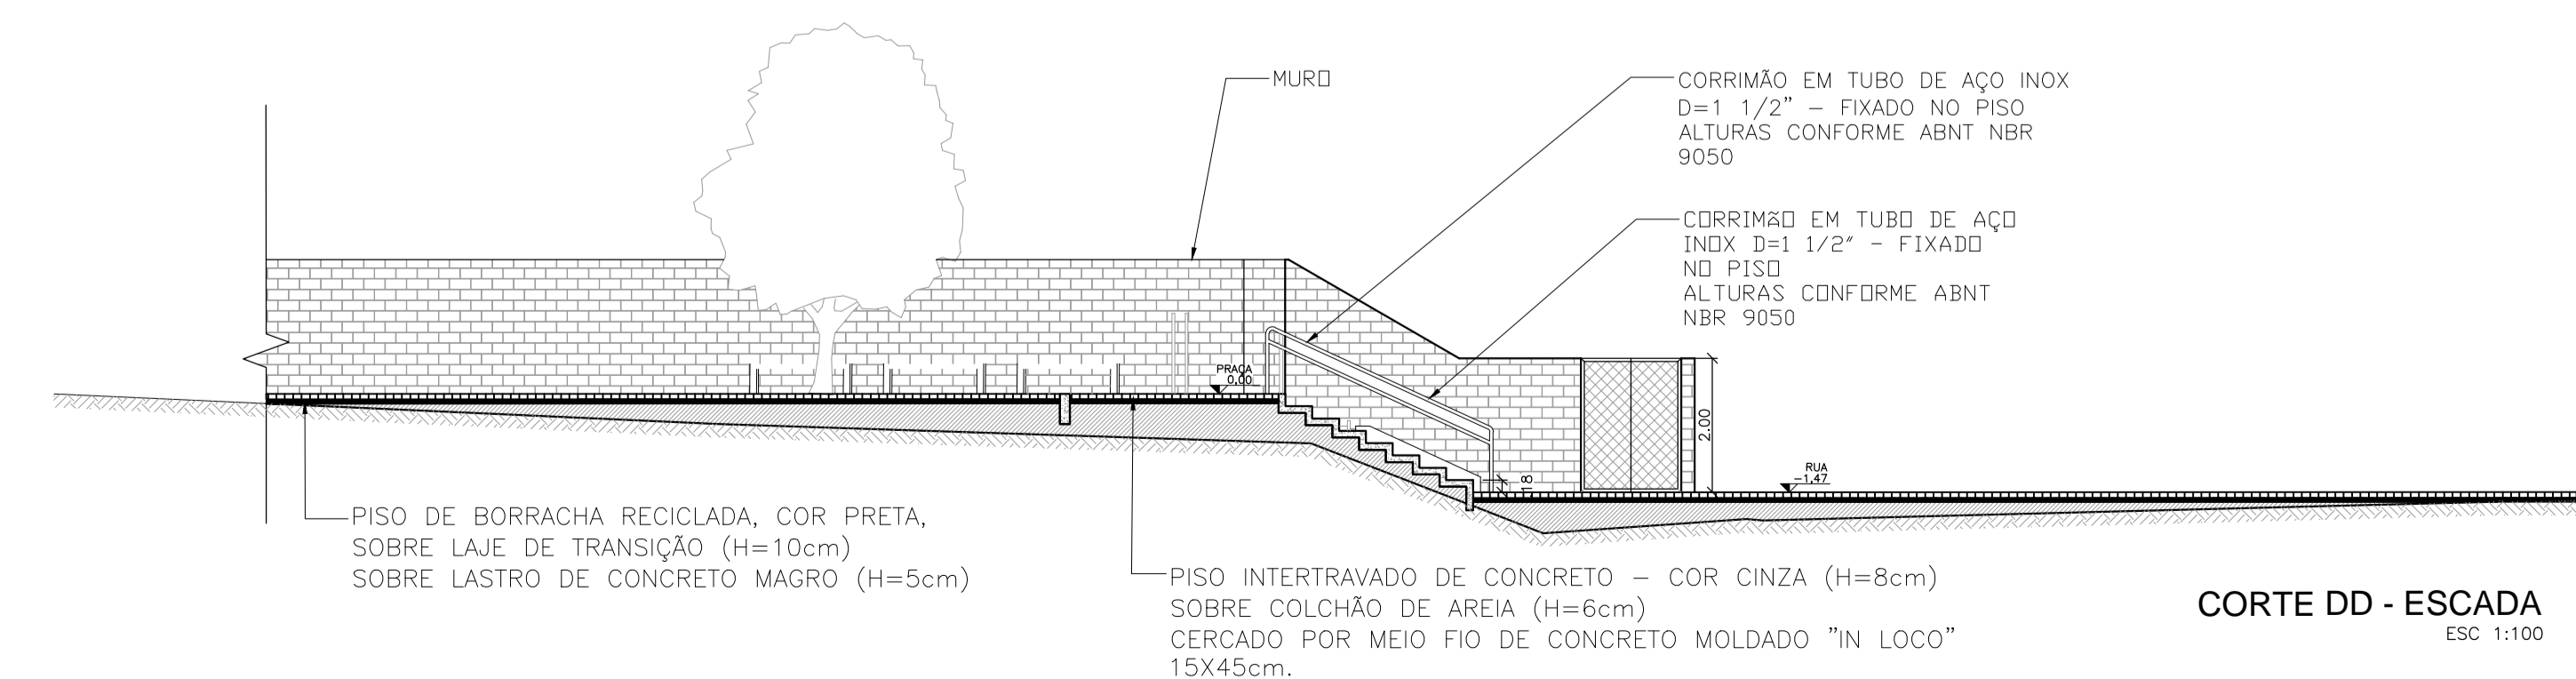 MURO
CORRIMÃO EM TUBO DE AÇO INOX
D=1 1/2" – FIXADO NO PISO
ALTURAS CONFORME ABNT NBR
9050
CORRIMÃO EM TUBO DE AÇO
INOX D=1 1/2" - FIXADO
NO PISO
ALTURAS CONFORME ABNT
NBR 9050
PRAÇA
0,00
2.00
.18
RUA
-1,47
PISO DE BORRACHA RECICLADA, COR PRETA,
SOBRE LAJE DE TRANSIÇÃO (H=10cm)
SOBRE LASTRO DE CONCRETO MAGRO (H=5cm)
PISO INTERTRAVADO DE CONCRETO – COR CINZA (H=8cm)
SOBRE COLCHÃO DE AREIA (H=6cm)
CERCADO POR MEIO FIO DE CONCRETO MOLDADO "IN LOCO"
15X45cm.
CORTE DD - ESCADA
ESC 1:100